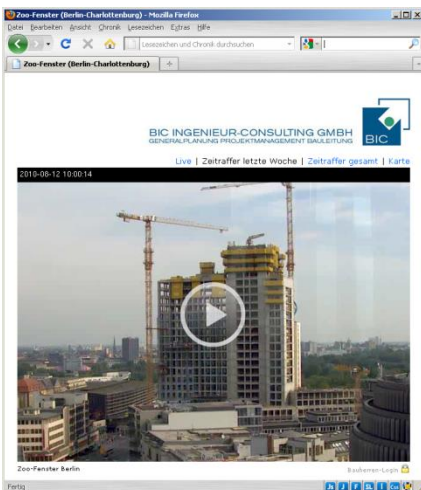 Zoo-Fenster (Berlin-Charlottenburg) - Mozilla Firefox
Datei Bearbeiten Ansicht Chronik Lesezeichen Extras Hilfe
Lesezeichen und Chronik durchsuchen
Zoo-Fenster (Berlin-Charlottenburg)
BIC INGENIEUR-CONSULTING GMBH
GENERALPLANUNG PROJEKTMANAGEMENT BAULEITUNG
BIC
Live | Zeitraffer letzte Woche | Zeitraffer gesamt | Karte
2010-08-12 10:00:14
Zoo-Fenster Berlin
Bauherren-Login
Fertig